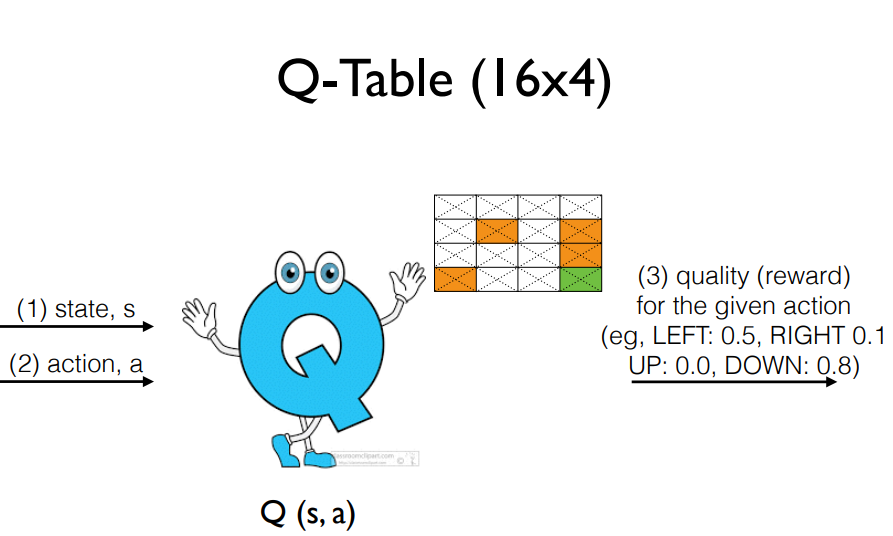 Q-Table (16x4)
(1) state, s
(2) action, a
(3) quality (reward)
for the given action
(eg, LEFT: 0.5, RIGHT 0.1
UP: 0.0, DOWN: 0.8)
Q (s, a)